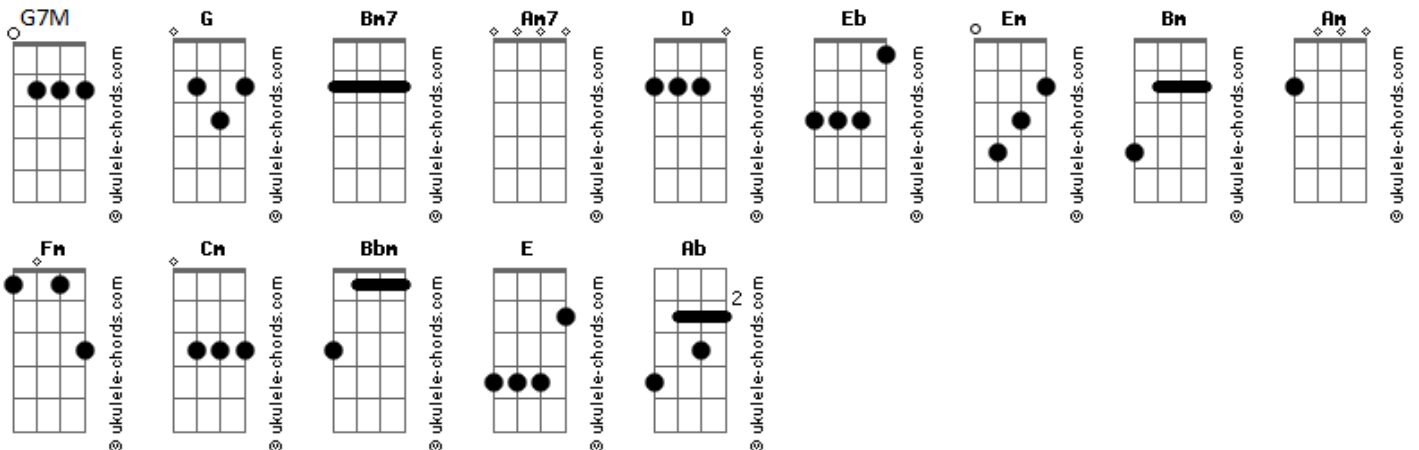 G7M G Bm7 Am7 D Eb Em Bm Am
© ukulele-chords.com © ukulele-chords.com © ukulele-chords.com © ukulele-chords.com © ukulele-chords.com © ukulele-chords.com © ukulele-chords.com © ukulele-chords.com © ukulele-chords.com
Fm Cm Bbm E Ab
2
© ukulele-chords.com © ukulele-chords.com © ukulele-chords.com © ukulele-chords.com © ukulele-chords.com